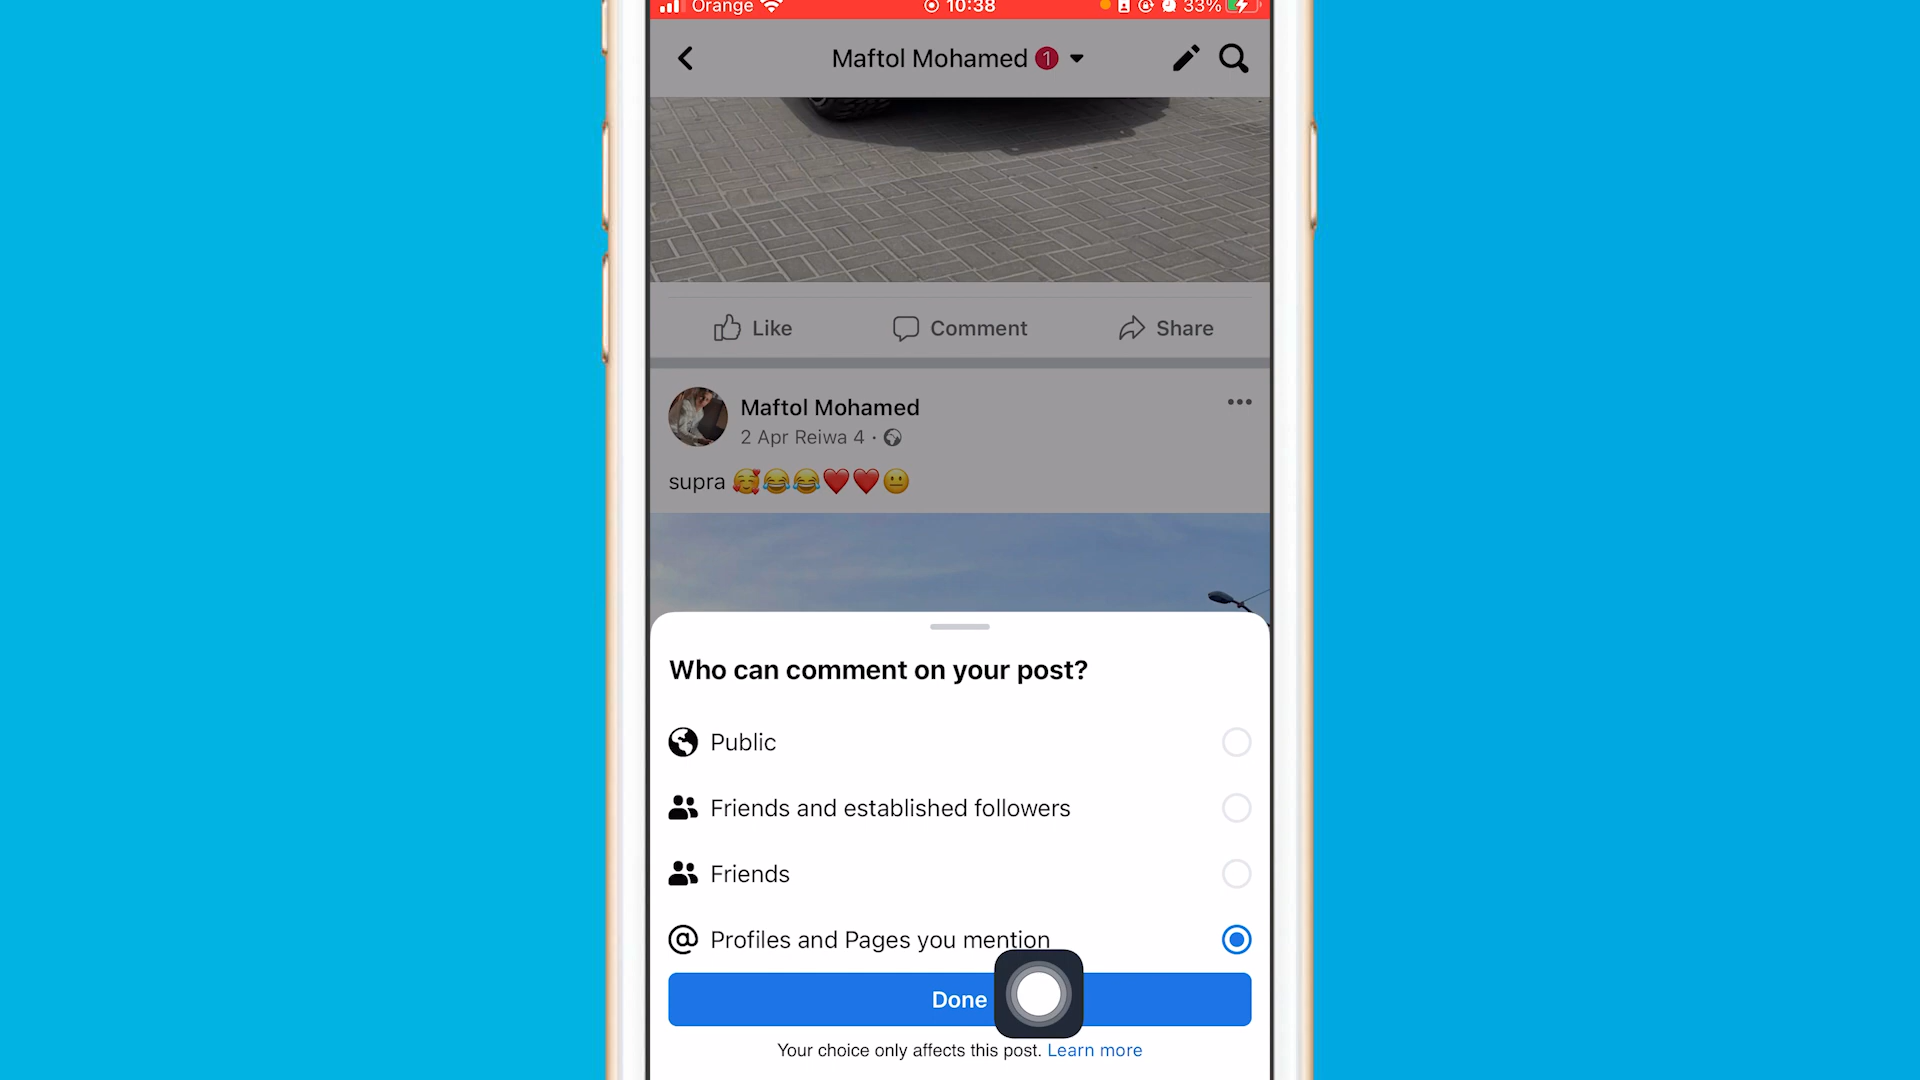 Orange 10:38 33%
Maftol Mohamed 1
Like Comment Share
Maftol Mohamed
2 Apr Reiwa 4 ·
supra 🥰😂😂❤️❤️😐
Who can comment on your post?
Public
Friends and established followers
Friends
@ Profiles and Pages you mention
Done
Your choice only affects this post. Learn more